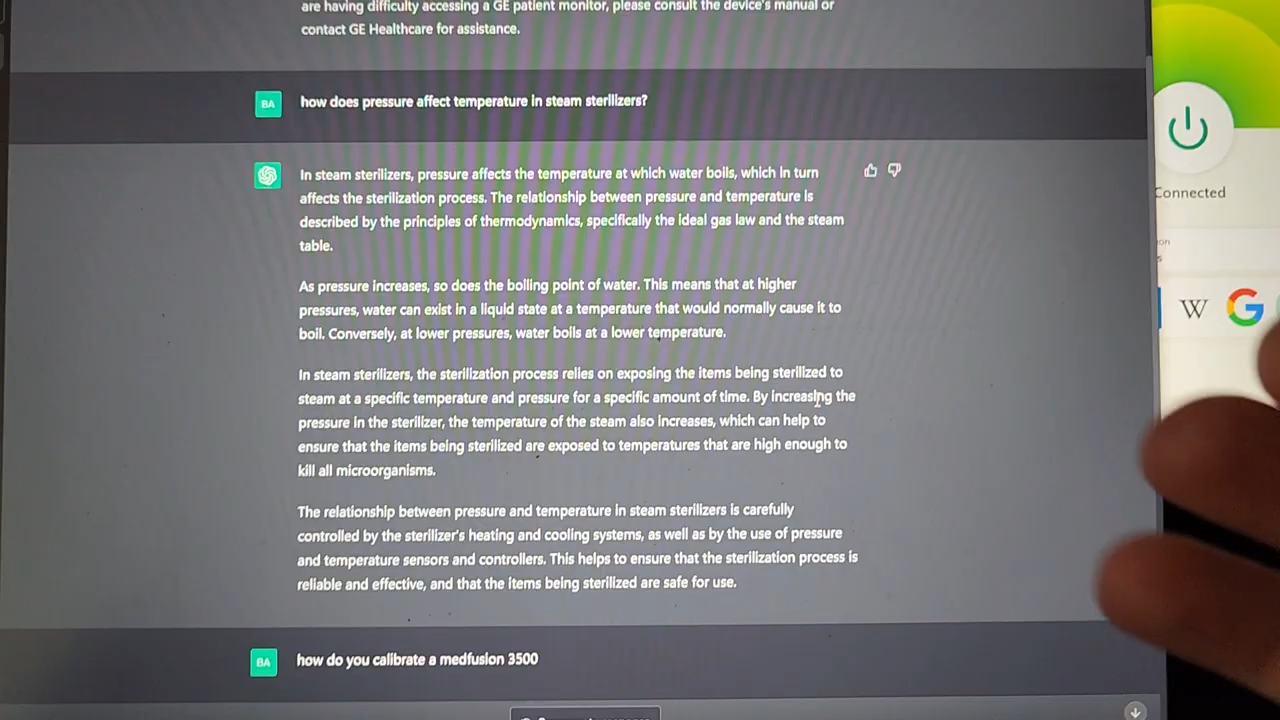 are having difficulty accessing a GE patient monitor, please consult the device's manual or
contact GE Healthcare for assistance.
BA
how does pressure affect temperature in steam sterilizers?
In steam sterilizers, pressure affects the temperature at which water boils, which in turn
affects the sterilization process. The relationship between pressure and temperature is
described by the principles of thermodynamics, specifically the ideal gas law and the steam
table.
As pressure increases, so does the boiling point of water. This means that at higher
pressures, water can exist in a liquid state at a temperature that would normally cause it to
boil. Conversely, at lower pressures, water boils at a lower temperature.
In steam sterilizers, the sterilization process relies on exposing the items being sterilized to
steam at a specific temperature and pressure for a specific amount of time. By increasing the
pressure in the sterilizer, the temperature of the steam also increases, which can help to
ensure that the items being sterilized are exposed to temperatures that are high enough to
kill all microorganisms.
The relationship between pressure and temperature in steam sterilizers is carefully
controlled by the sterilizer's heating and cooling systems, as well as by the use of pressure
and temperature sensors and controllers. This helps to ensure that the sterilization process is
reliable and effective, and that the items being sterilized are safe for use.
BA
how do you calibrate a medfusion 3500
Connected
W G